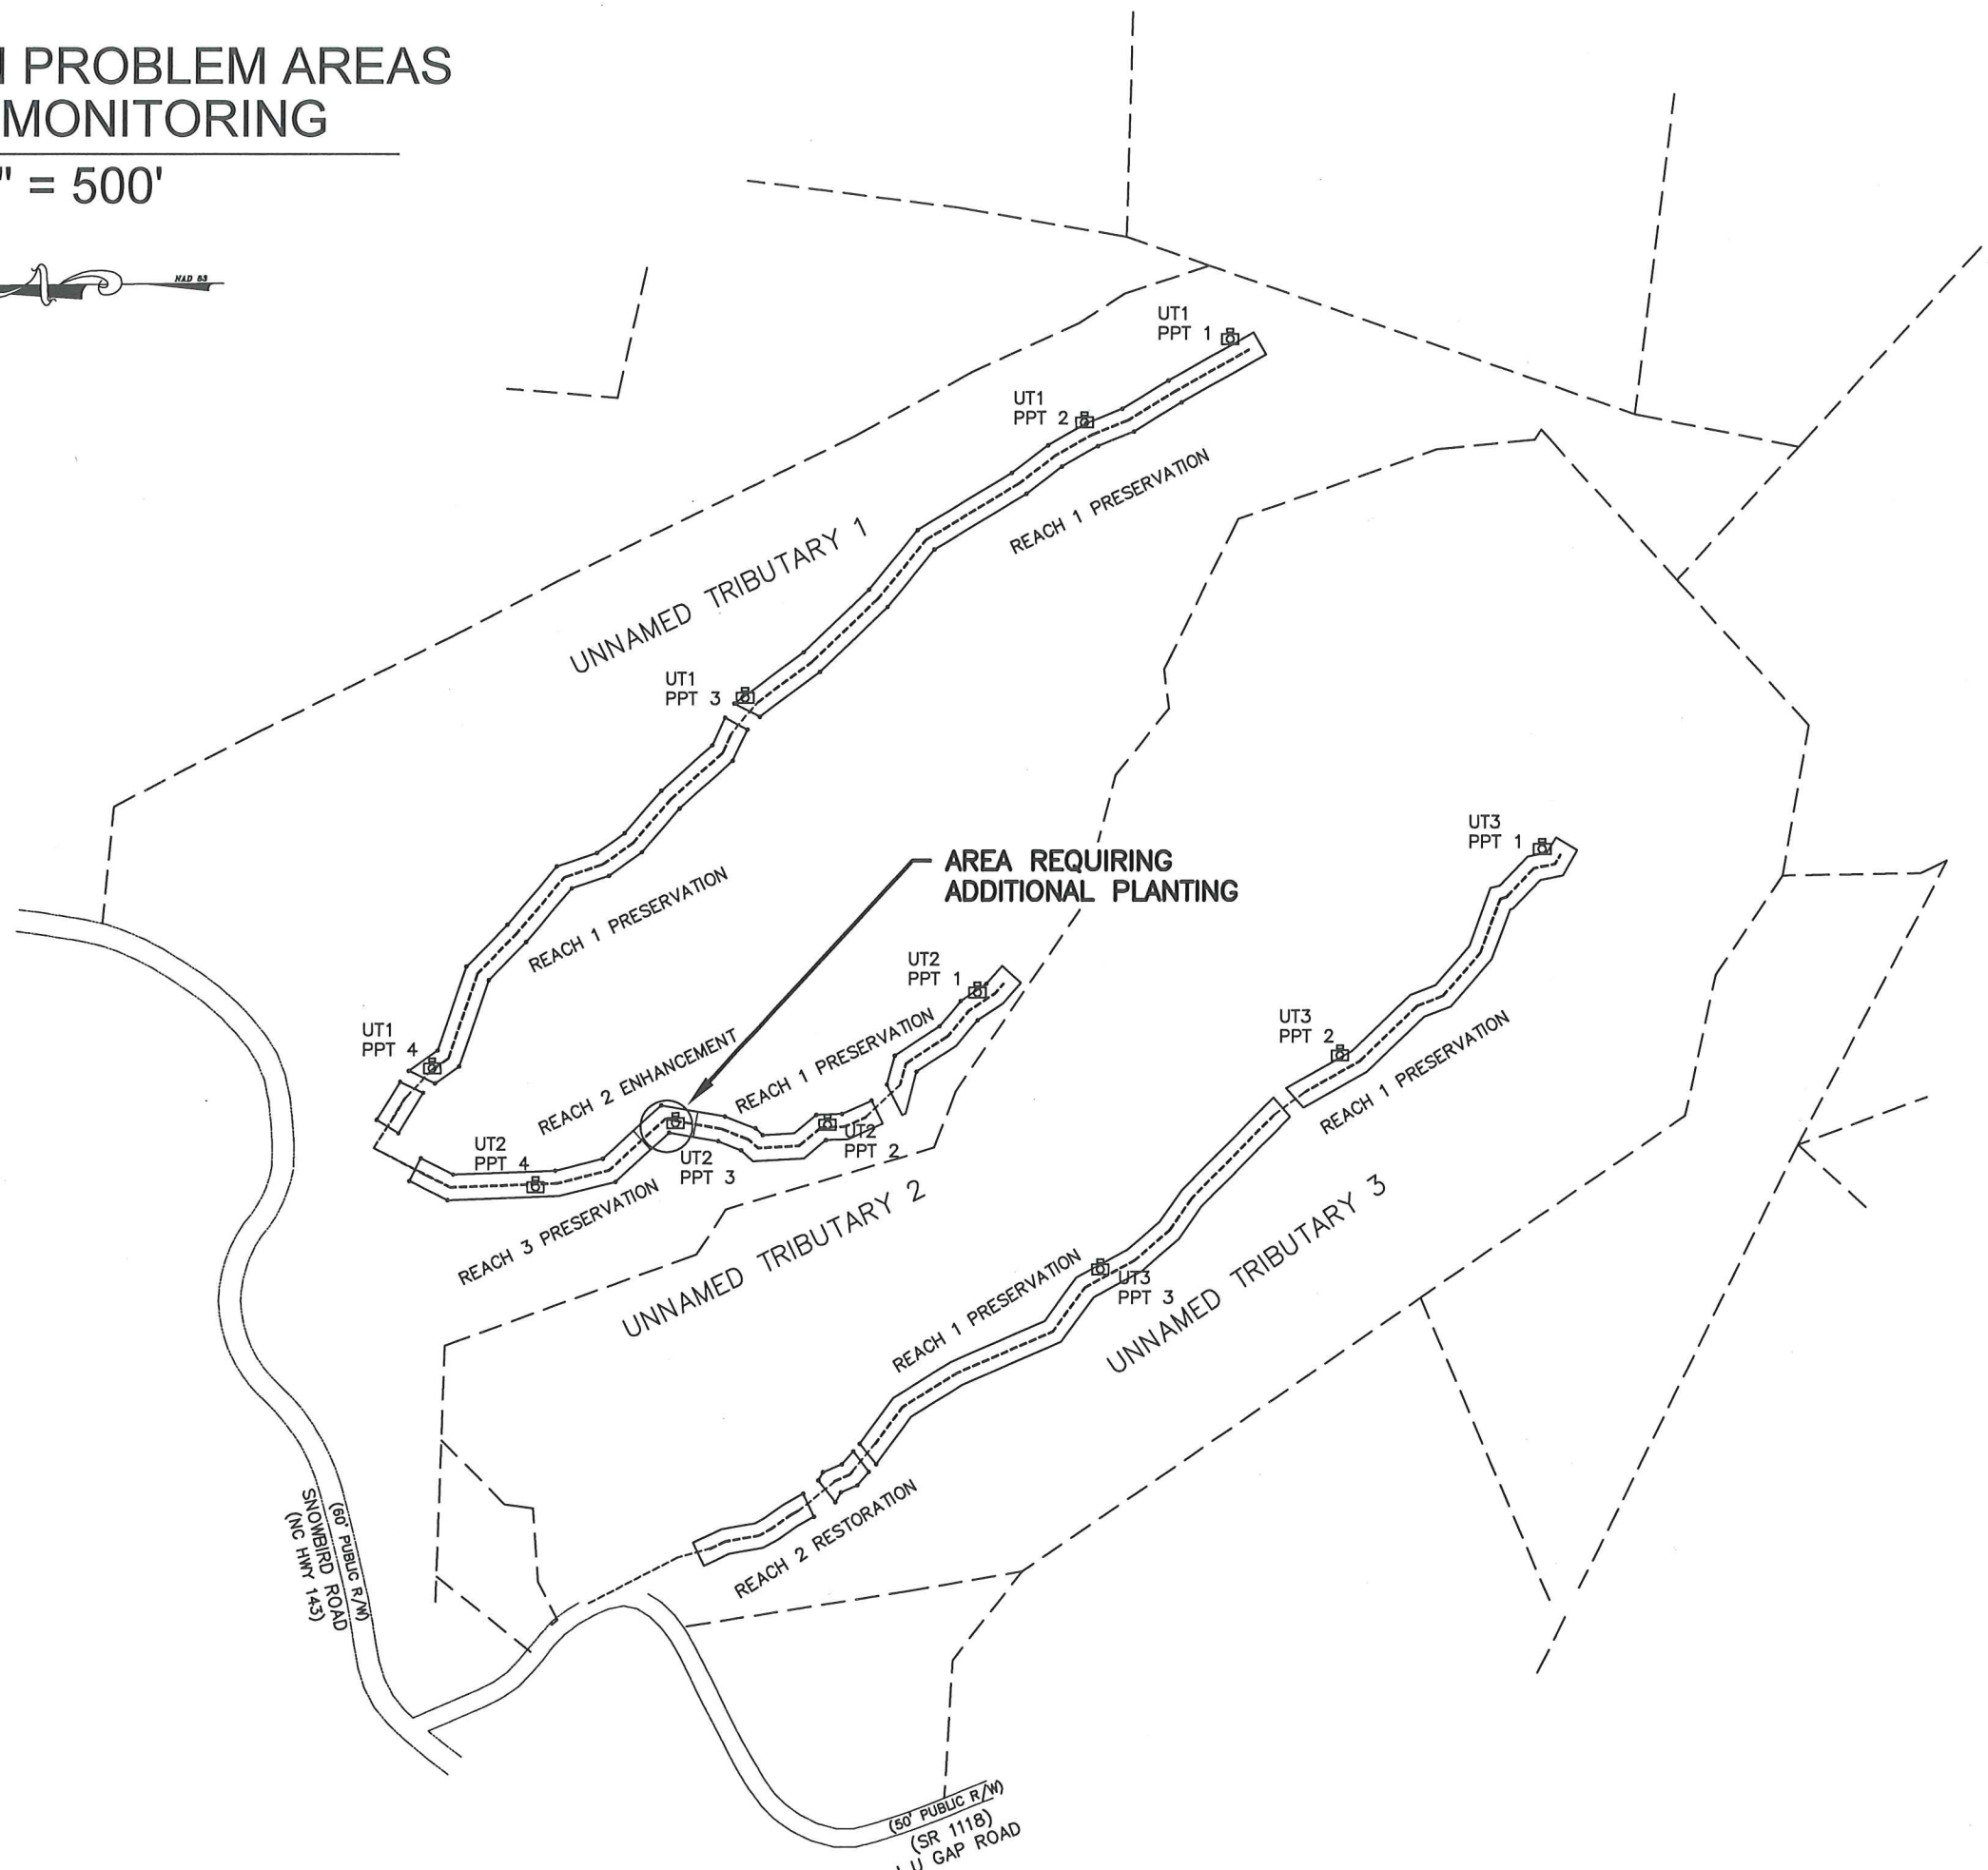 PROBLEM AREAS
MONITORING
" = 500'
N
NAD 83
UT1
PPT 1
UT1
PPT 2
REACH 1 PRESERVATION
UNNAMED TRIBUTARY 1
UT1
PPT 3
UT3
PPT 1
AREA REQUIRING
ADDITIONAL PLANTING
REACH 1 PRESERVATION
UT2
PPT 1
UT3
PPT 2
UT1
PPT 4
REACH 2 ENHANCEMENT
REACH 1 PRESERVATION
REACH 1 PRESERVATION
UT2
PPT 4
UT2
PPT 3
UT2
PPT 2
REACH 3 PRESERVATION
UNNAMED TRIBUTARY 2
UNNAMED TRIBUTARY 3
REACH 1 PRESERVATION
UT3
PPT 3
REACH 2 RESTORATION
(60' PUBLIC R/W)
SNOWBIRD ROAD
(NC HWY 143)
(50' PUBLIC R/W)
(SR 1118)
U GAP ROAD